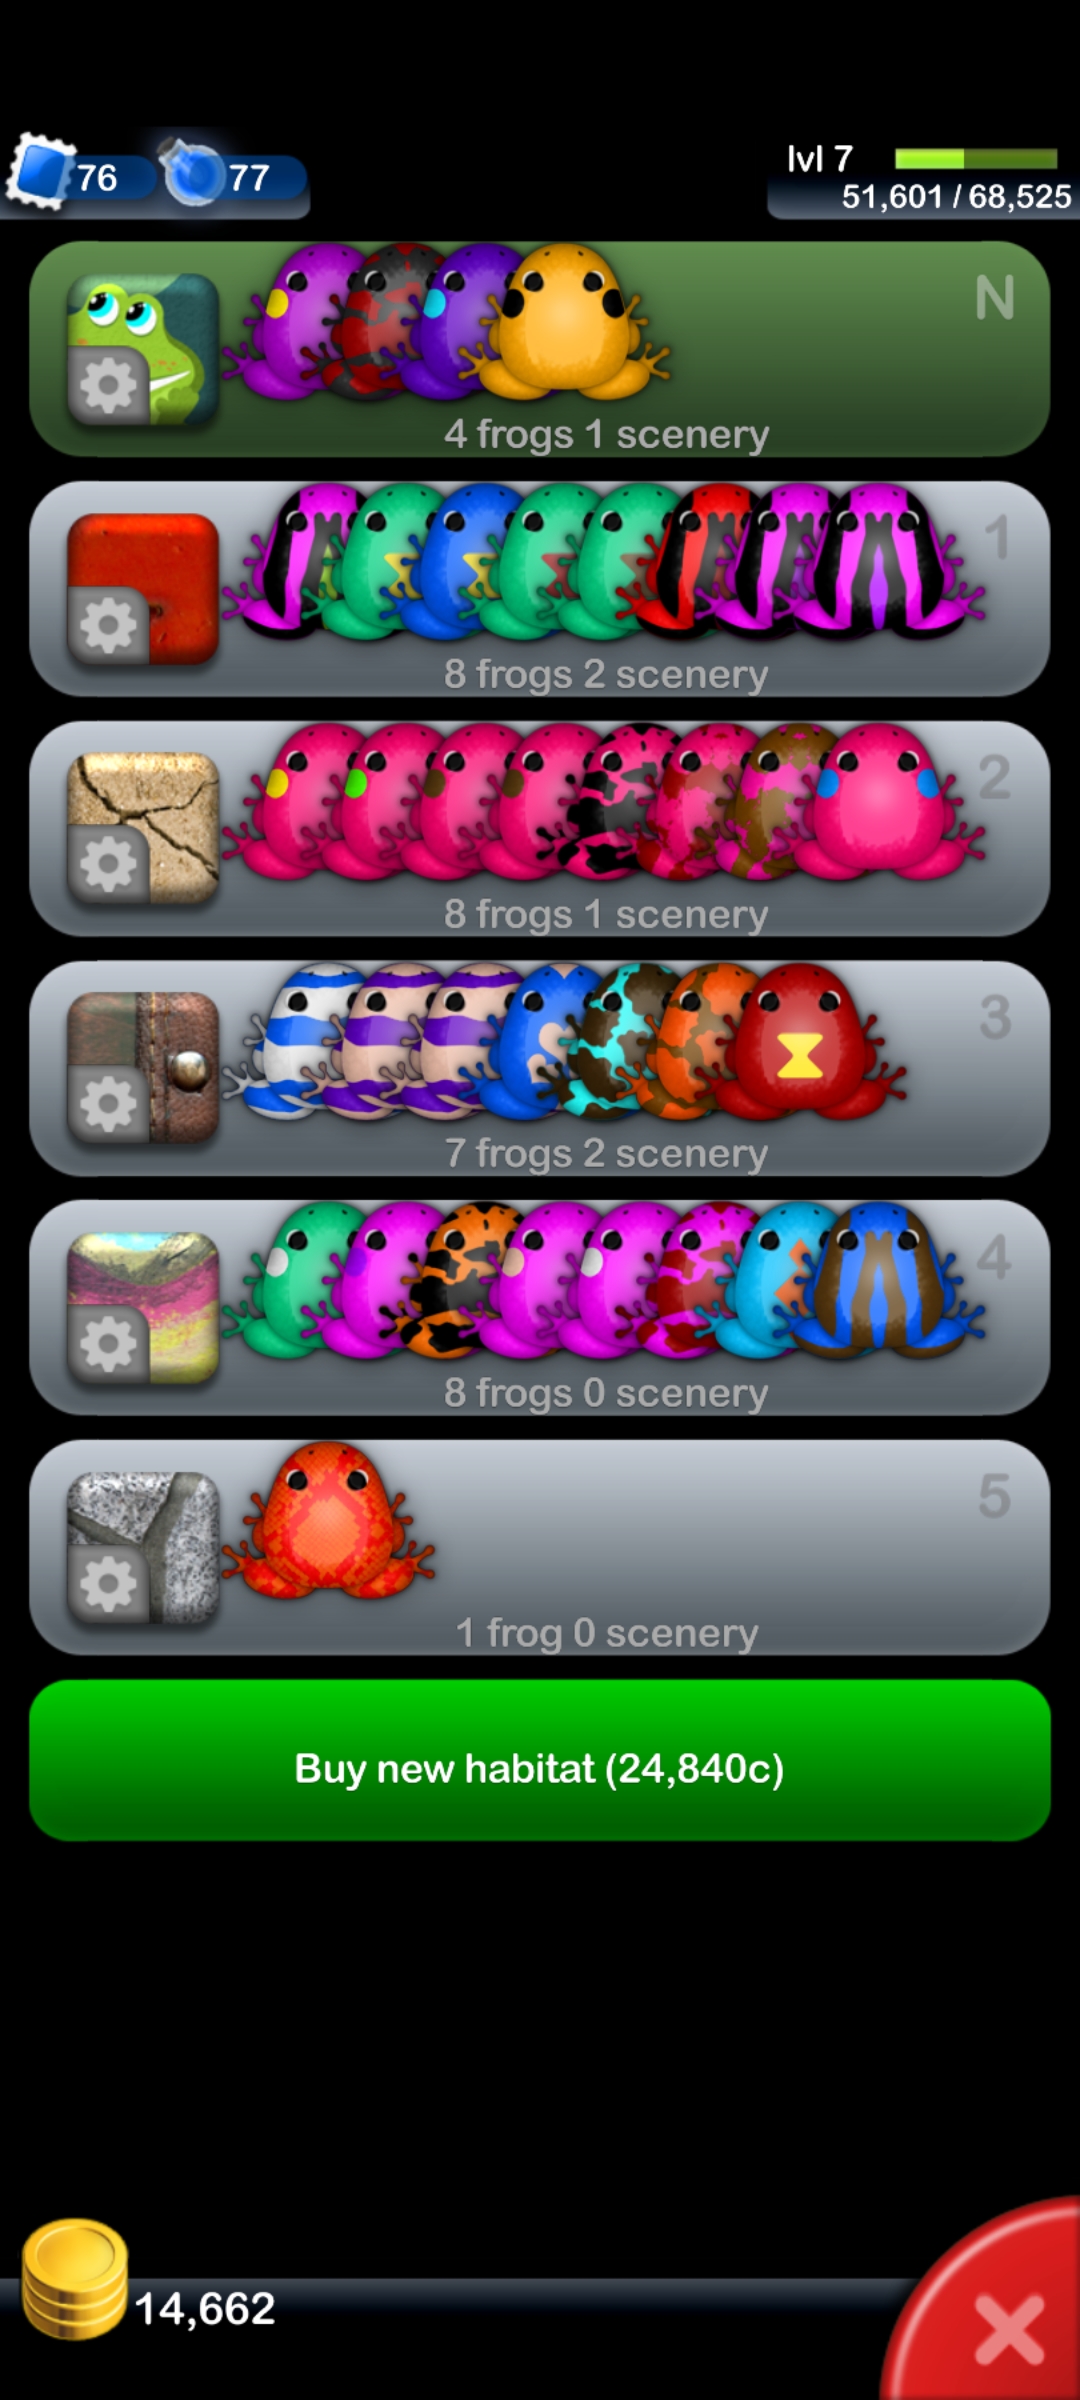 76 77
lvl 7
51,601 / 68,525
N
4 frogs 1 scenery
1
8 frogs 2 scenery
2
8 frogs 1 scenery
3
7 frogs 2 scenery
4
8 frogs 0 scenery
5
1 frog 0 scenery
Buy new habitat (24,840c)
14,662